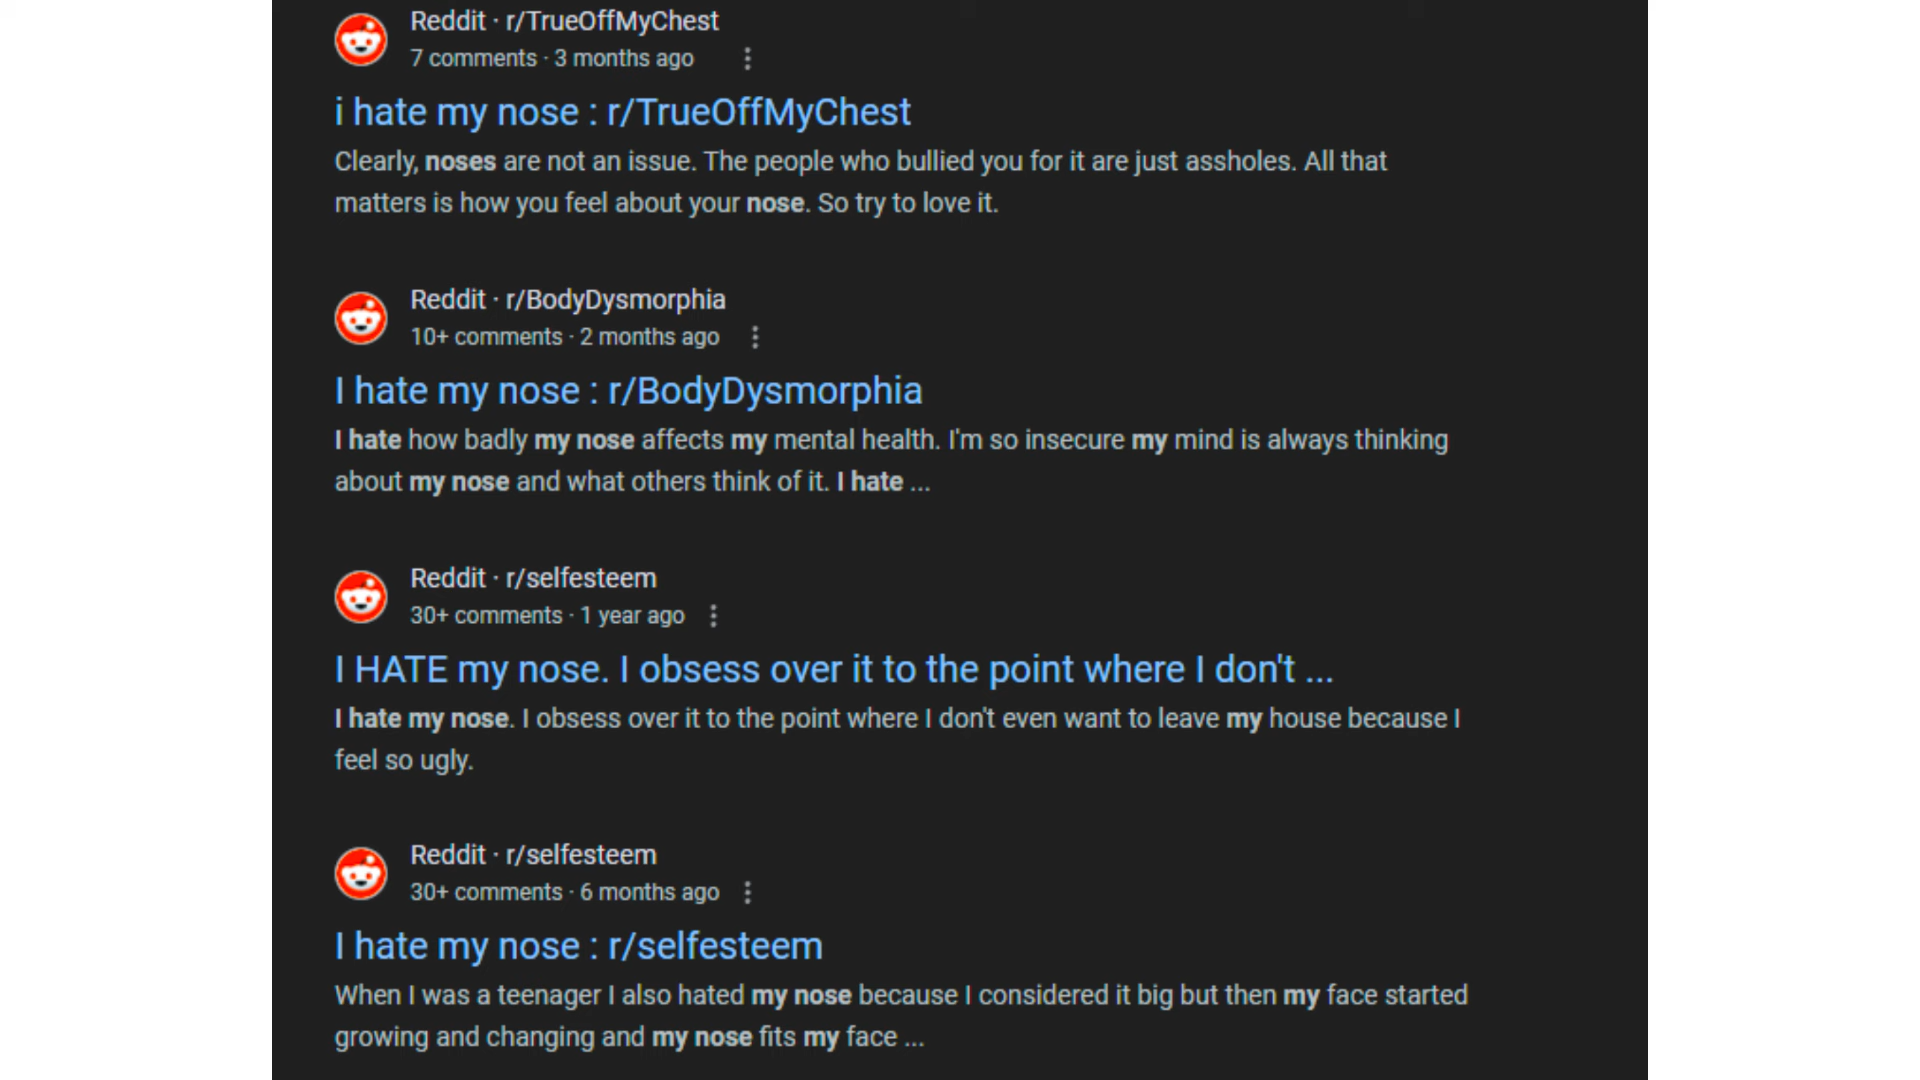 Reddit · r/TrueOffMyChest
7 comments · 3 months ago
i hate my nose : r/TrueOffMyChest
Clearly, noses are not an issue. The people who bullied you for it are just assholes. All that
matters is how you feel about your nose. So try to love it.
Reddit · r/BodyDysmorphia
10+ comments · 2 months ago
I hate my nose : r/BodyDysmorphia
I hate how badly my nose affects my mental health. I'm so insecure my mind is always thinking
about my nose and what others think of it. I hate ...
Reddit · r/selfesteem
30+ comments · 1 year ago
I HATE my nose. I obsess over it to the point where I don't ...
I hate my nose. I obsess over it to the point where I don't even want to leave my house because I
feel so ugly.
Reddit · r/selfesteem
30+ comments · 6 months ago
I hate my nose : r/selfesteem
When I was a teenager I also hated my nose because I considered it big but then my face started
growing and changing and my nose fits my face ...